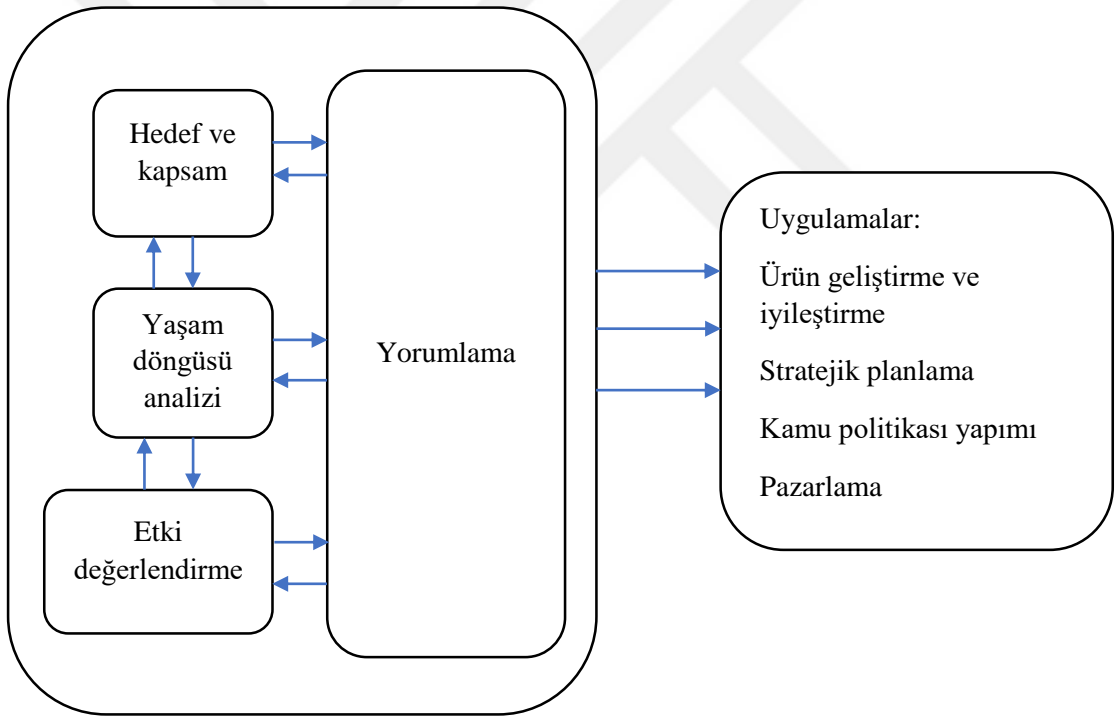 Hedef ve
kapsam
Yaşam
döngüsü
analizi
Etki
değerlendirme
Yorumlama
Uygulamalar:
Ürün geliştirme ve
iyileştirme
Stratejik planlama
Kamu politikası yapımı
Pazarlama